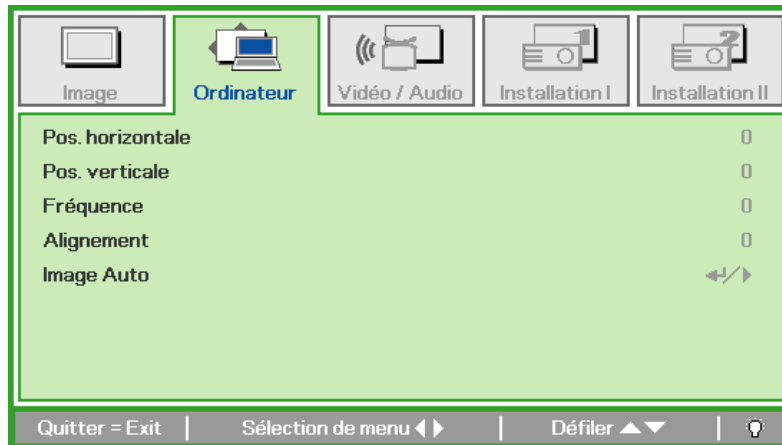 Image
Ordinateur
Vidéo / Audio
Installation I
Installation II
Pos. horizontale 0
Pos. verticale 0
Fréquence 0
Alignement 0
Image Auto
Quitter = Exit | Sélection de menu | Défiler